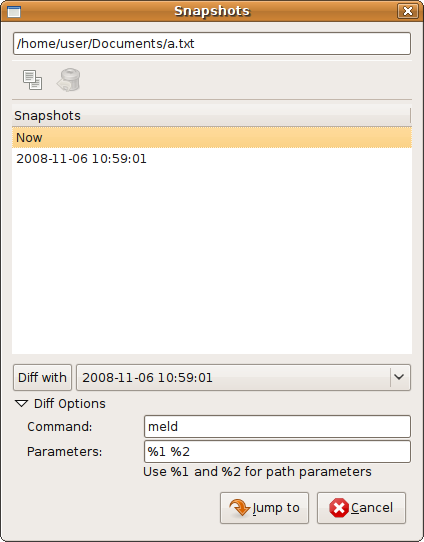 Snapshots
/home/user/Documents/a.txt
Snapshots
Now
2008-11-06 10:59:01
Diff with 2008-11-06 10:59:01
Diff Options
Command: meld
Parameters: %1 %2
Use %1 and %2 for path parameters
Jump to Cancel